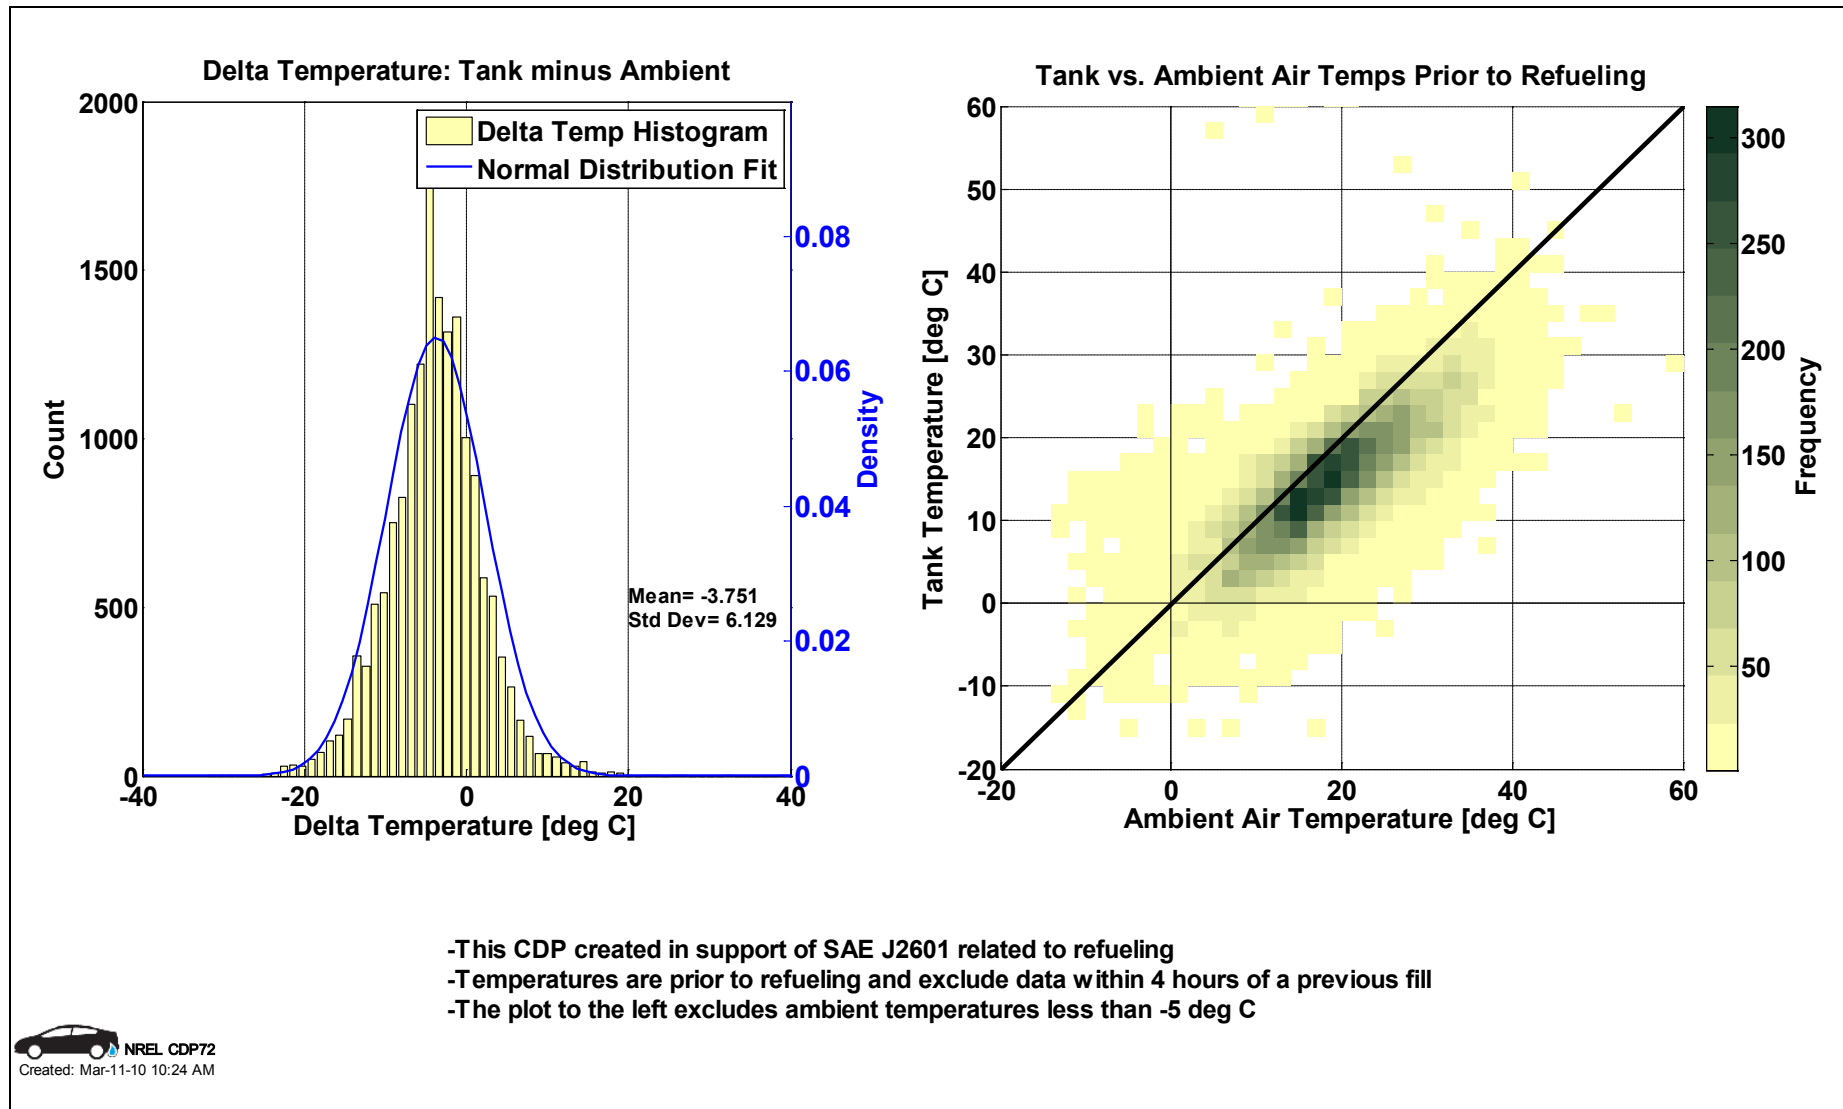 Delta Temperature: Tank minus Ambient
2000
1500
1000
500
0
Count
Delta Temp Histogram
Normal Distribution Fit
0.08
0.06
0.04
0.02
0
Density
Mean= -3.751
Std Dev= 6.129
-40 -20 0 20 40
Delta Temperature [deg C]
Tank vs. Ambient Air Temps Prior to Refueling
60
50
40
30
20
10
0
-10
-20
Tank Temperature [deg C]
-20 0 20 40 60
Ambient Air Temperature [deg C]
300
250
200
150
100
50
Frequency
-This CDP created in support of SAE J2601 related to refueling
-Temperatures are prior to refueling and exclude data within 4 hours of a previous fill
-The plot to the left excludes ambient temperatures less than -5 deg C
NREL CDP72
Created: Mar-11-10 10:24 AM